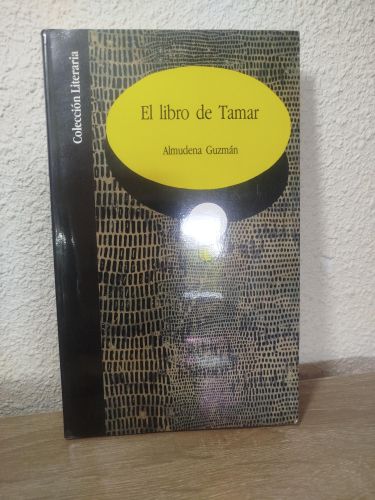 Colección Literaria
El libro de Tamar
Almudena Guzmán